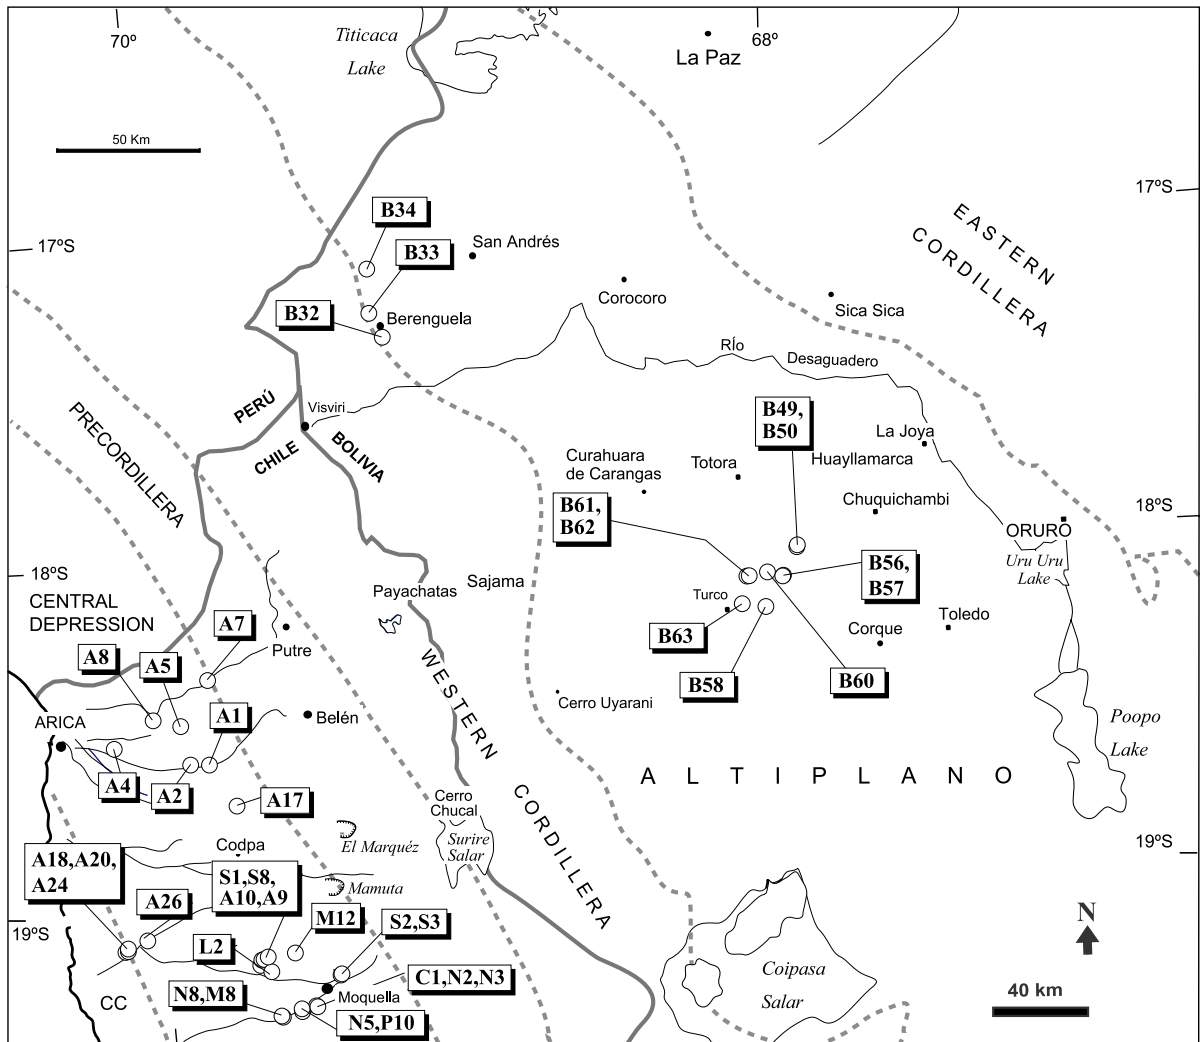 70º
Titicaca
Lake
La Paz
68º
50 Km
17ºS
EASTERN
CORDILLERA
B34
17ºS
San Andrés
B33
Corocoro
Sica Sica
B32
Berenguela
RÍo
Desaguadero
PERÚ
Visviri
PRECORDILLERA
CHILE
BOLIVIA
B49,
B50
La Joya
Curahuara
de Carangas
Totora
Huayllamarca
Chuquichambi
B61,
B62
18ºS
ORURO
Uru Uru
Lake
B56,
B57
18ºS
Payachatas
Sajama
Turco
CENTRAL
DEPRESSION
A7
Putre
B63
Corque
Toledo
A8
A5
B58
B60
WESTERN
CORDILLERA
Cerro Uyarani
ARICA
A1
Belén
Poopo
Lake
A4
A2
ALTIPLANO
A17
Cerro
Chucal
Surire
Salar
El Marquéz
Codpa
19ºS
A18,A20,
A24
S1,S8,
A10,A9
Mamuta
A26
M12
S2,S3
N
19ºS
L2
C1,N2,N3
Coipasa
Salar
CC
N8,M8
Moquella
40 km
N5,P10